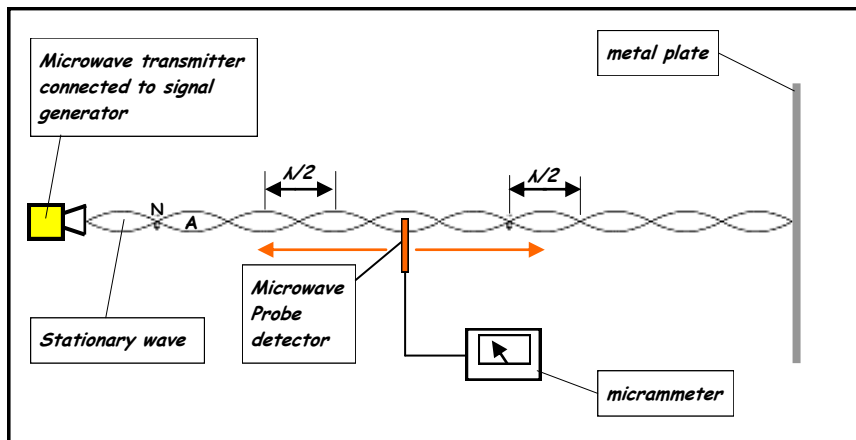 Microwave transmitter
connected to signal
generator
metal plate
λ/2
λ/2
N
A
Stationary wave
Microwave
Probe
detector
micrammeter